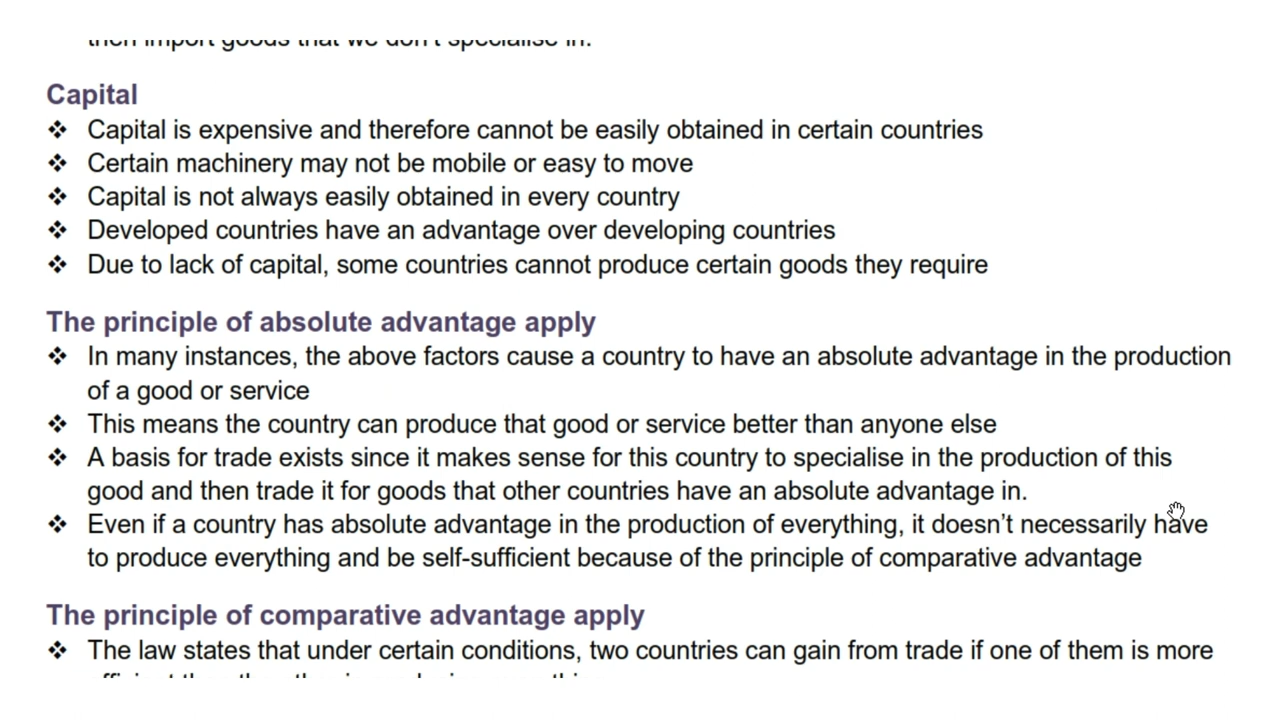 then import goods that we don't specialise in.
Capital
❖ Capital is expensive and therefore cannot be easily obtained in certain countries
❖ Certain machinery may not be mobile or easy to move
❖ Capital is not always easily obtained in every country
❖ Developed countries have an advantage over developing countries
❖ Due to lack of capital, some countries cannot produce certain goods they require
The principle of absolute advantage apply
❖ In many instances, the above factors cause a country to have an absolute advantage in the production
of a good or service
❖ This means the country can produce that good or service better than anyone else
❖ A basis for trade exists since it makes sense for this country to specialise in the production of this
good and then trade it for goods that other countries have an absolute advantage in.
❖ Even if a country has absolute advantage in the production of everything, it doesn’t necessarily have
to produce everything and be self-sufficient because of the principle of comparative advantage
The principle of comparative advantage apply
❖ The law states that under certain conditions, two countries can gain from trade if one of them is more